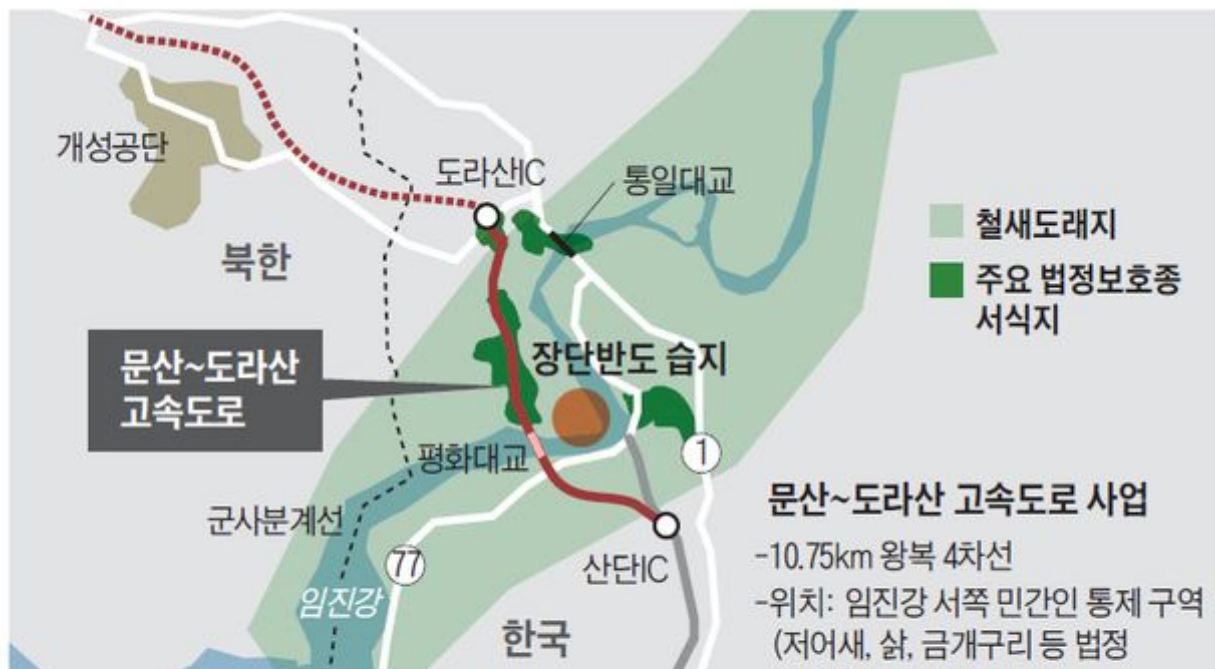 개성공단
도라산IC
통일대교
북한
철새도래지
주요 법정보호종
서식지
문산~도라산
고속도로
장단반도 습지
평화대교
1
군사분계선
77
산단IC
임진강
한국
문산~도라산 고속도로 사업
-10.75km 왕복 4차선
-위치: 임진강 서쪽 민간인 통제 구역
(저어새, 삵, 금개구리 등 법정